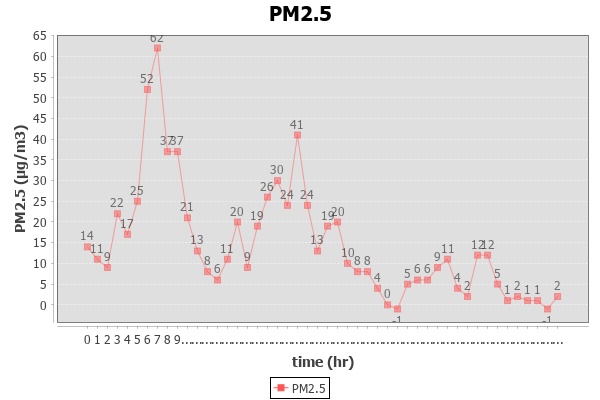 PM2.5
65
60
55
50
45
40
35
30
25
20
15
10
5
0
PM2.5 (µg/m3)
14 11 9 22 17 25 52 62 37 37 21 13 8 6 11 20 9 19 26 30 24 41 24 13 19 20 10 8 8 4 0 -1 5 6 6 9 11 4 2 12 12 5 1 2 1 1 -1 2
0 1 2 3 4 5 6 7 8 9......................................
time (hr)
PM2.5